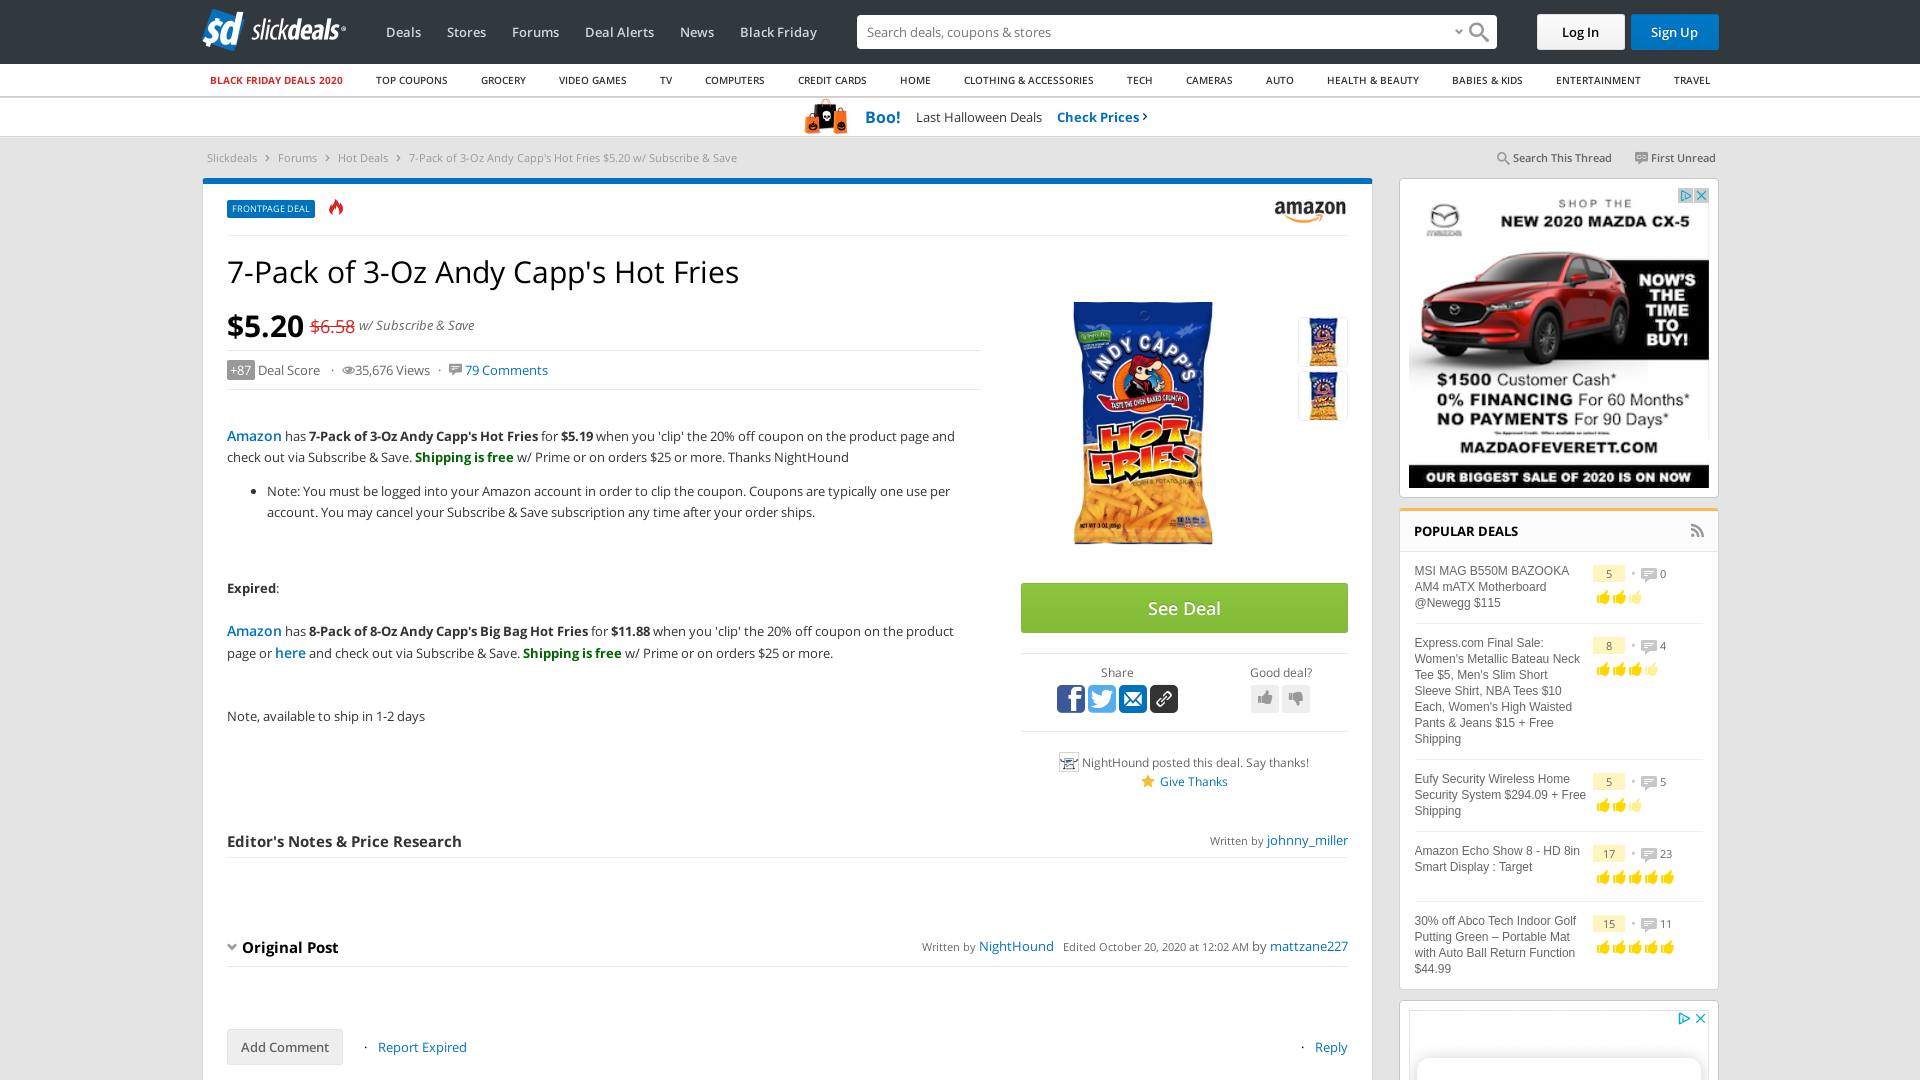 slickdeals
Deals
Stores
Forums
Deal Alerts
News
Black Friday
Search deals, coupons & stores
Log In
Sign Up
BLACK FRIDAY DEALS 2020
TOP COUPONS
GROCERY
VIDEO GAMES
TV
COMPUTERS
CREDIT CARDS
HOME
CLOTHING & ACCESSORIES
TECH
CAMERAS
AUTO
HEALTH & BEAUTY
BABIES & KIDS
ENTERTAINMENT
TRAVEL
Boo! Last Halloween Deals Check Prices
Slickdeals > Forums > Hot Deals > 7-Pack of 3-Oz Andy Capp's Hot Fries $5.20 w/ Subscribe & Save
Search This Thread
First Unread
FRONTPAGE DEAL
amazon
7-Pack of 3-Oz Andy Capp's Hot Fries
$5.20 $6.58 w/ Subscribe & Save
+87 Deal Score · 35,676 Views · 79 Comments
Amazon has 7-Pack of 3-Oz Andy Capp's Hot Fries for $5.19 when you 'clip' the 20% off coupon on the product page and
check out via Subscribe & Save. Shipping is free w/ Prime or on orders $25 or more. Thanks NightHound
• Note: You must be logged into your Amazon account in order to clip the coupon. Coupons are typically one use per
account. You may cancel your Subscribe & Save subscription any time after your order ships.
Expired:
Amazon has 8-Pack of 8-Oz Andy Capp's Big Bag Hot Fries for $11.88 when you 'clip' the 20% off coupon on the product
page or here and check out via Subscribe & Save. Shipping is free w/ Prime or on orders $25 or more.
Note, available to ship in 1-2 days
ANDY CAPP'S
TASTE THE OVEN BAKED CRUNCH!
HOT
FRIES
See Deal
Share
Good deal?
NightHound posted this deal. Say thanks!
Give Thanks
Editor's Notes & Price Research
Written by johnny_miller
Original Post
Written by NightHound Edited October 20, 2020 at 12:02 AM by mattzane227
Add Comment
· Report Expired
· Reply
SHOP THE
NEW 2020 MAZDA CX-5
mazda
NOW'S
THE
TIME
TO
BUY!
$1500 Customer Cash*
0% FINANCING For 60 Months*
NO PAYMENTS For 90 Days*
MAZDAOFEVERETT.COM
OUR BIGGEST SALE OF 2020 IS ON NOW
POPULAR DEALS
MSI MAG B550M BAZOOKA
AM4 mATX Motherboard
@Newegg $115
5 • 0
Express.com Final Sale:
Women's Metallic Bateau Neck
Tee $5, Men's Slim Short
Sleeve Shirt, NBA Tees $10
Each, Women's High Waisted
Pants & Jeans $15 + Free
Shipping
8 • 4
Eufy Security Wireless Home
Security System $294.09 + Free
Shipping
5 • 5
Amazon Echo Show 8 - HD 8in
Smart Display : Target
17 • 23
30% off Abco Tech Indoor Golf
Putting Green – Portable Mat
with Auto Ball Return Function
$44.99
15 • 11